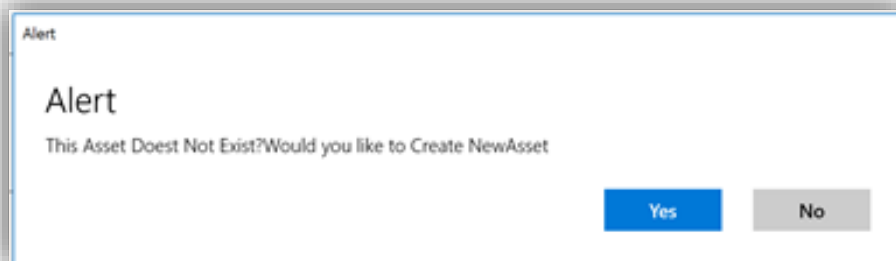 Alert
Alert
This Asset Doest Not Exist?Would you like to Create NewAsset
Yes No